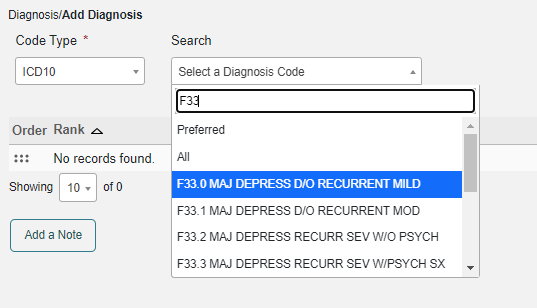 Diagnosis/Add Diagnosis
Code Type * Search
ICD10 Select a Diagnosis Code
F33
Preferred
All
F33.0 MAJ DEPRESS D/O RECURRENT MILD
F33.1 MAJ DEPRESS D/O RECURRENT MOD
F33.2 MAJ DEPRESS RECURR SEV W/O PSYCH
F33.3 MAJ DEPRESS RECURR SEV W/PSYCH SX
Order Rank
No records found.
Showing 10 of 0
Add a Note